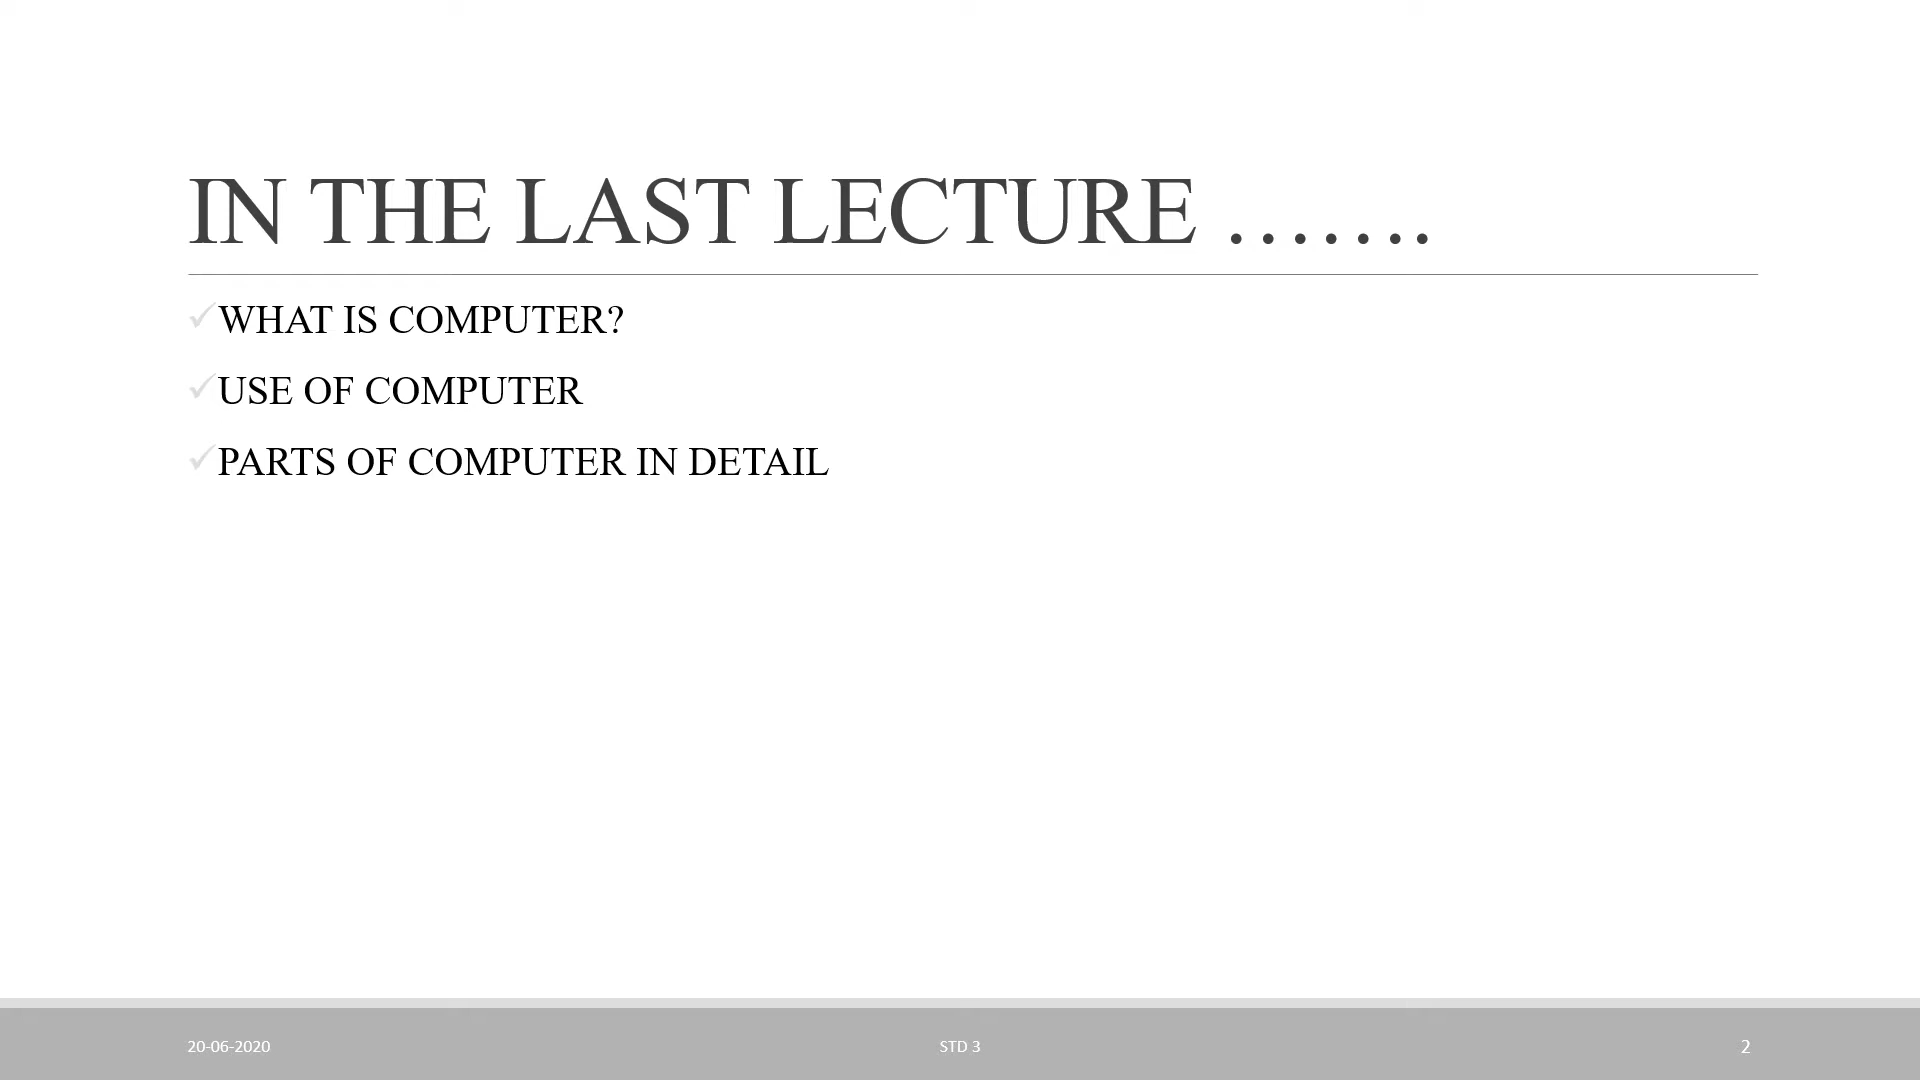 IN THE LAST LECTURE …….
✓WHAT IS COMPUTER?
✓USE OF COMPUTER
✓PARTS OF COMPUTER IN DETAIL
20-06-2020
STD 3
2